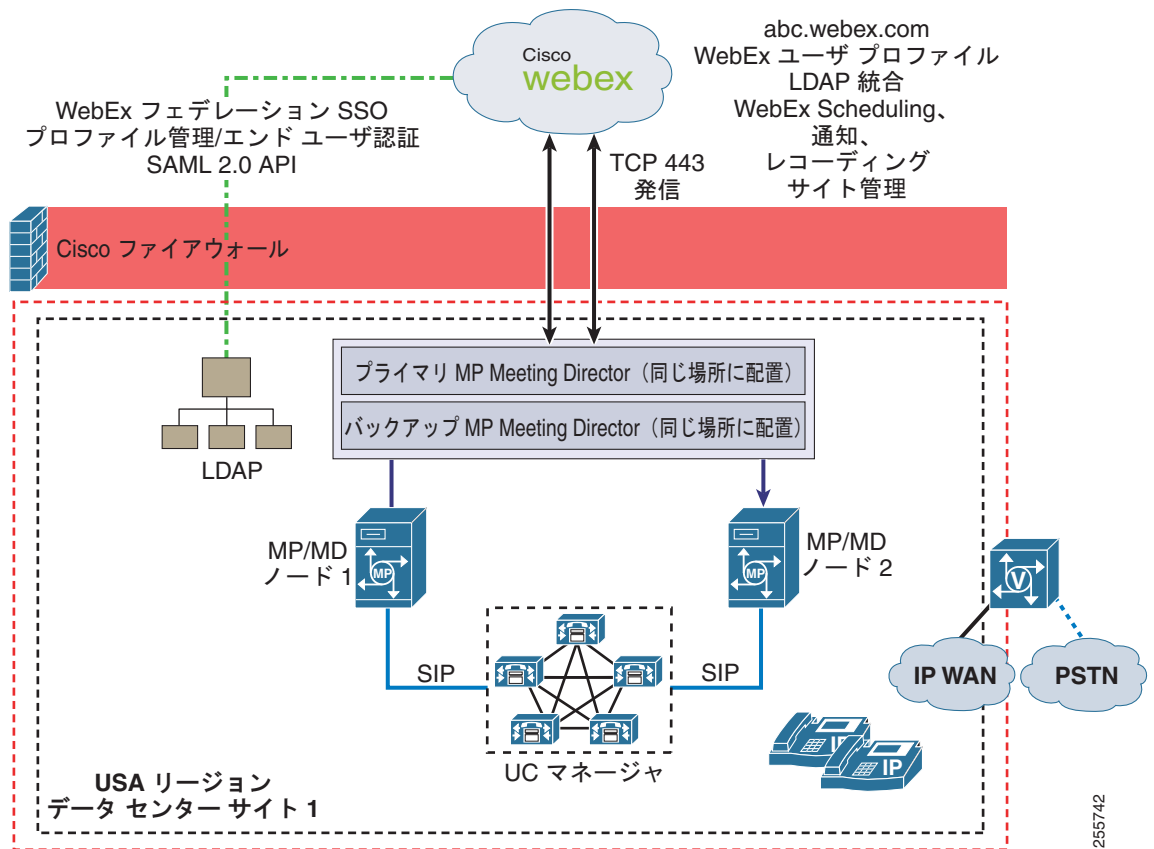 Cisco
webex
abc.webex.com
WebEx ユーザ プロファイル
LDAP 統合
WebEx Scheduling、
通知、
レコーディング
サイト管理
WebEx フェデレーション SSO
プロファイル管理/エンド ユーザ認証
SAML 2.0 API
TCP 443
発信
Cisco ファイアウォール
プライマリ MP Meeting Director（同じ場所に配置）
バックアップ MP Meeting Director（同じ場所に配置）
LDAP
MP/MD
ノード 1
MP
MP/MD
ノード 2
MP
V
SIP
SIP
IP WAN
PSTN
UC マネージャ
IP
IP
USA リージョン
データ センター サイト 1
255742